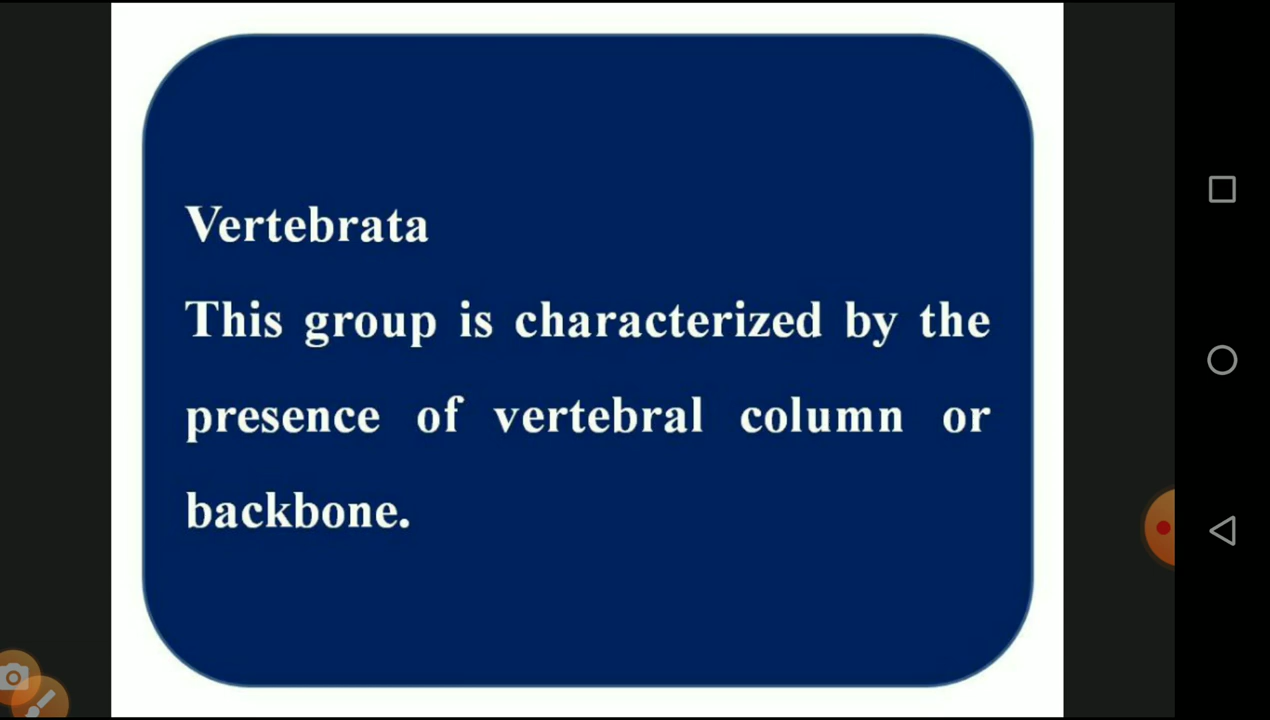 Vertebrata
This group is characterized by the
presence of vertebral column or
backbone.